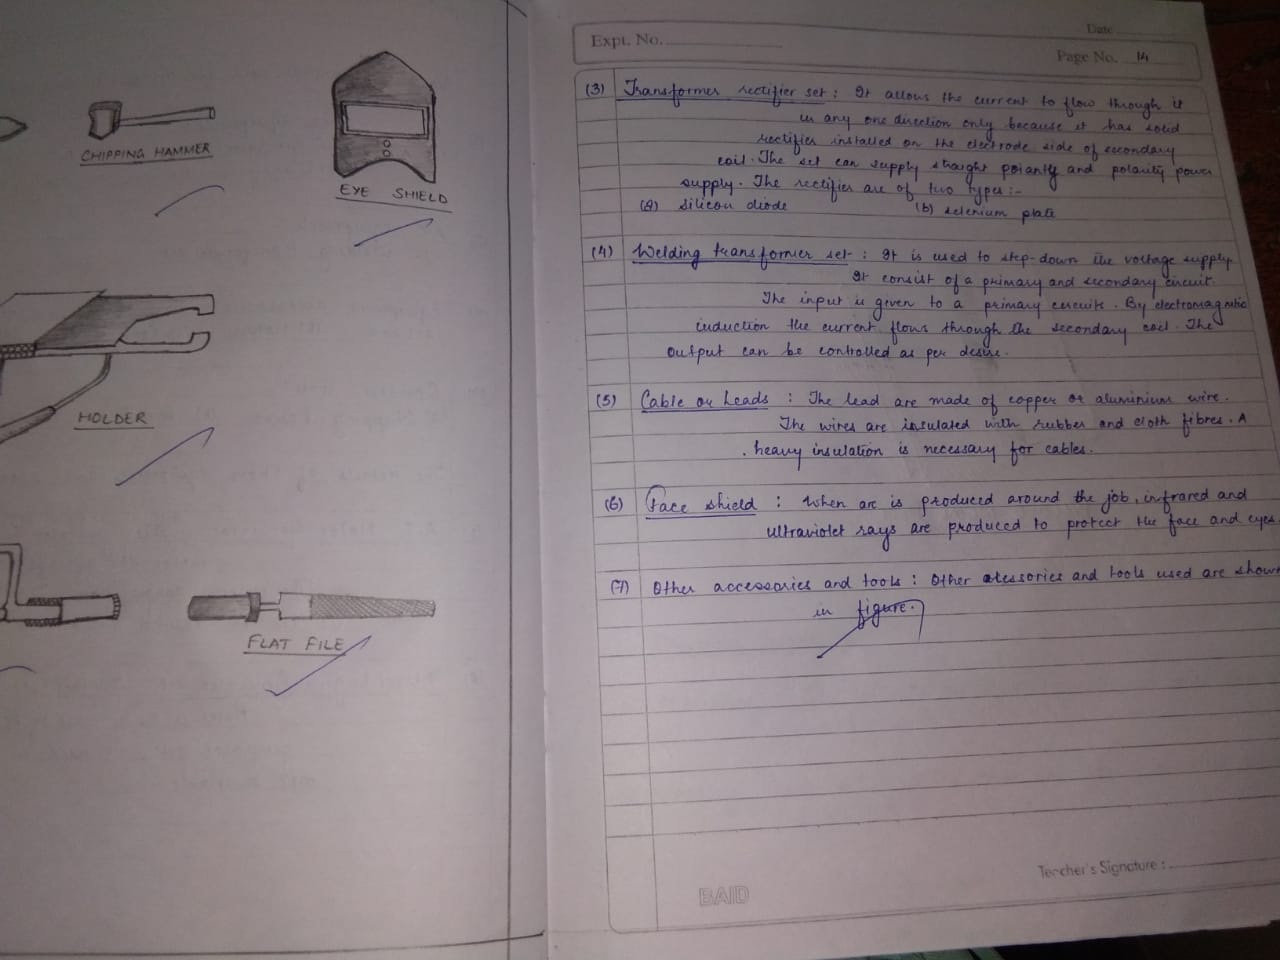 CHIPPING HAMMER
EYE SHIELD
HOLDER
FLAT FILE
Expt. No.
Date
Page No. 14
(3) Transformer rectifier set : It allows the current to flow through it
in any one direction only because it has solid
rectifier installed on the electrode side of secondary
coil. The set can supply straight polarity and polarity power
supply. The rectifier are of two types :-
(a) silicon diode (b) selenium plate
(4) Welding transformer set : It is used to step-down the voltage supply
It consist of a primary and secondary circuit.
The input is given to a primary circuit. By electromagnetic
induction the current flows through the secondary coil. The
output can be controlled as per desire.
(5) Cable or Leads : The lead are made of copper or aluminium wire.
The wires are insulated with rubber and cloth fibres. A
heavy insulation is necessary for cables.
(6) Face shield : When arc is produced around the job, infrared and
ultraviolet rays are produced to protect the face and eyes.
(7) Other accessories and tools : Other and tools used are shown
in figure.
Teacher's Signature :
BAID